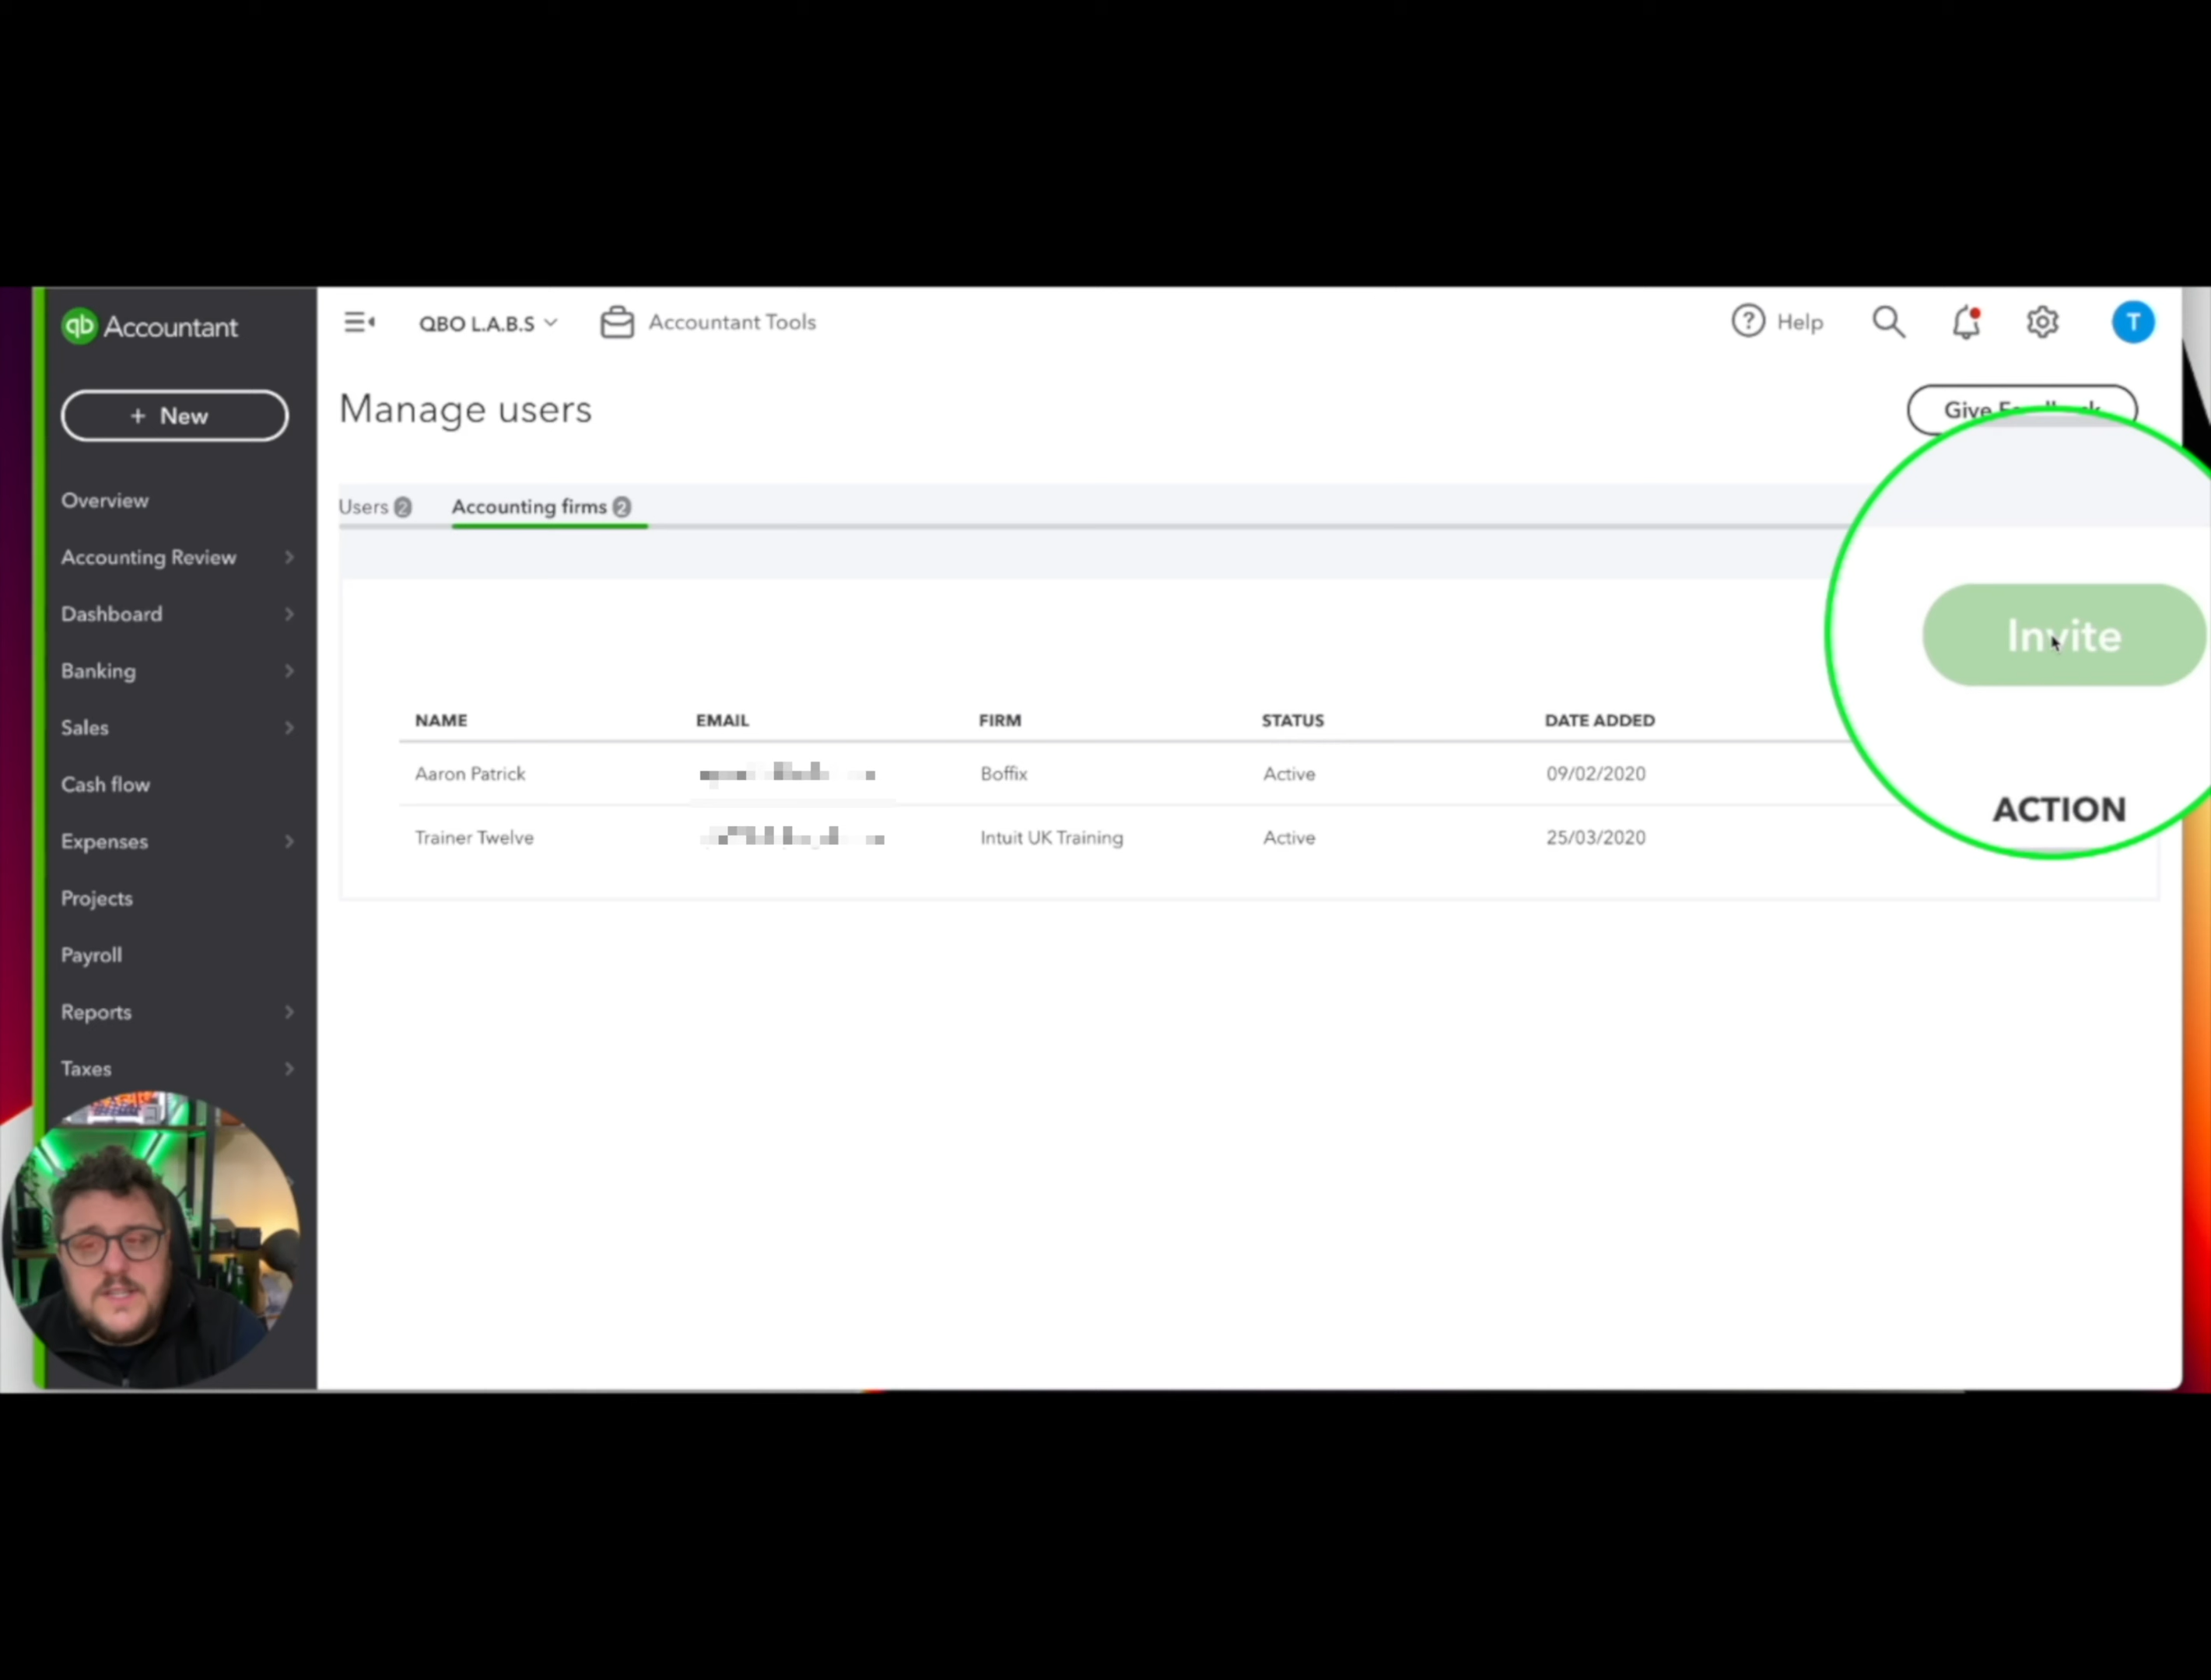 qb Accountant
QBO L.A.B.S
Accountant Tools
Help
T
+ New
Manage users
Give
Users 2
Accounting firms 2
Invite
NAME EMAIL FIRM STATUS DATE ADDED
ACTION
Aaron Patrick Boffix Active 09/02/2020
Trainer Twelve Intuit UK Training Active 25/03/2020
Overview
Accounting Review
Dashboard
Banking
Sales
Cash flow
Expenses
Projects
Payroll
Reports
Taxes